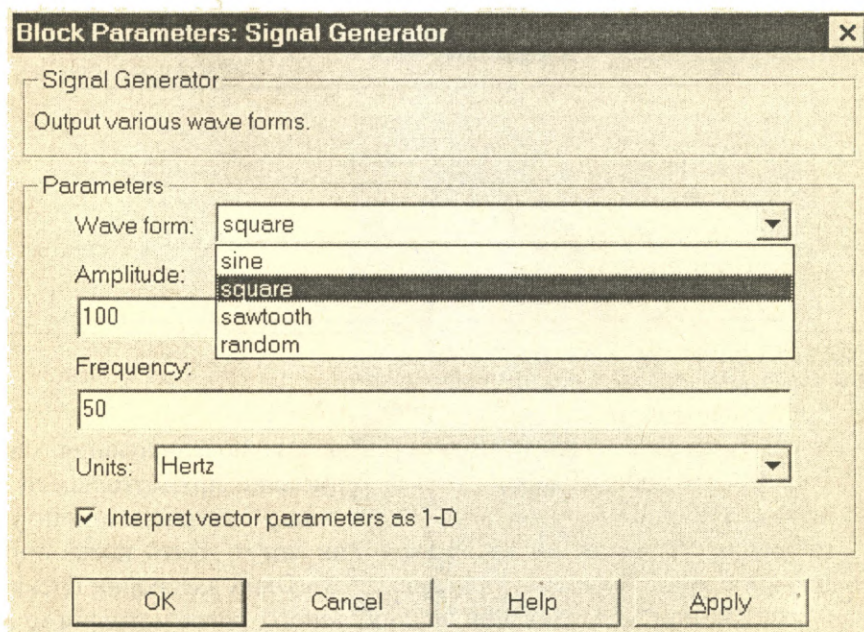 Block Parameters: Signal Generator
Signal Generator
Output various wave forms.
Parameters
Wave form: square
sine
square
sawtooth
random
Amplitude:
100
Frequency:
50
Units: Hertz
Interpret vector parameters as 1-D
OK Cancel Help Apply